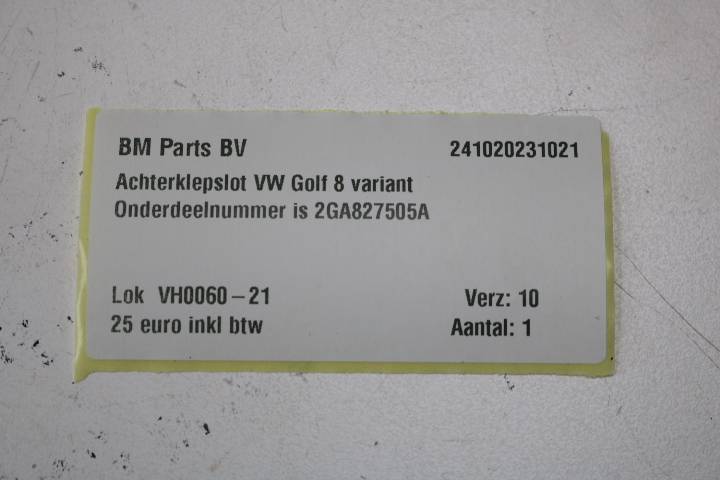 BM Parts BV 241020231021
Achterklepslot VW Golf 8 variant
Onderdeelnummer is 2GA827505A
Lok VH0060-21 Verz: 10
25 euro inkl btw Aantal: 1